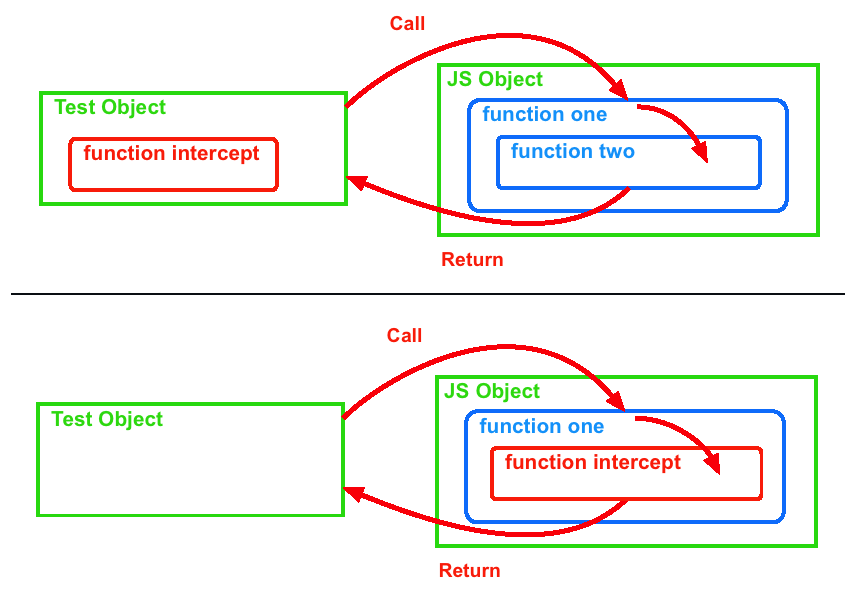 Call
JS Object
Test Object
function one
function intercept
function two
Return
Call
JS Object
Test Object
function one
function intercept
Return